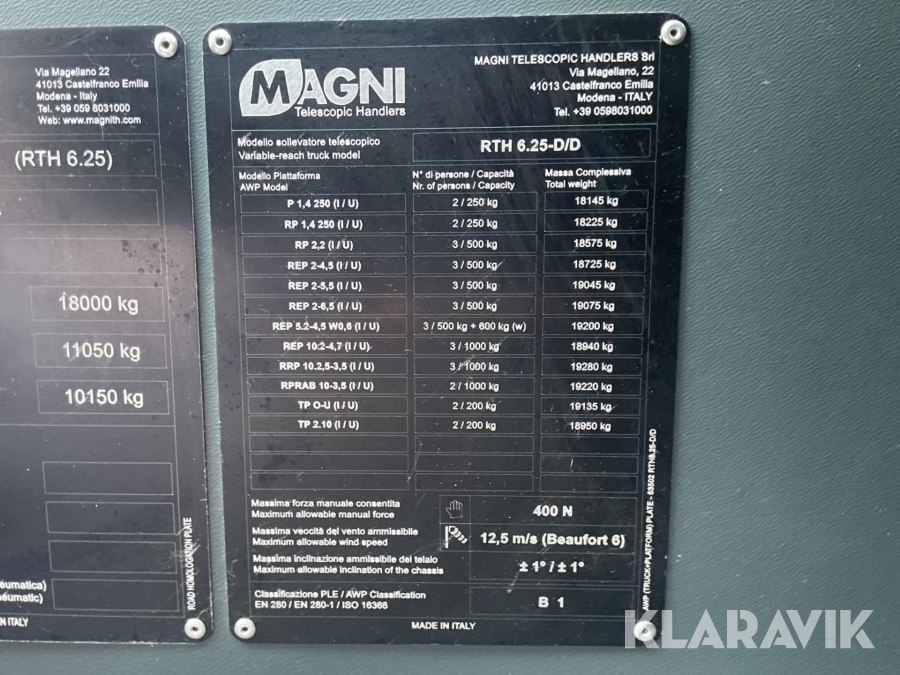 Via Magellano 22
41013 Castelfranco Emilia
Modena - Italy
Tel. +39 059 8031000
Web: www.magnith.com
(RTH 6.25)
18000 kg
11050 kg
10150 kg
N ITALY
ROAD HOMOLOGATION PLATE
MAGNI
Telescopic Handlers
MAGNI TELESCOPIC HANDLERS Srl
Via Magellano, 22
41013 Castelfranco Emilia
Modena - ITALY
Tel. +39 0598031000
Modello sollevatore telescopico
Variable-reach truck model
RTH 6.25-D/D
Modello Piattaforma
AWP Model
N° di persone / Capacità
Nr. of persons / Capacity
Massa Complessiva
Total weight
P 1,4 250 (I / U) 2 / 250 kg 18145 kg
RP 1,4 250 (I / U) 2 / 250 kg 18225 kg
RP 2,2 (I / U) 3 / 500 kg 18575 kg
REP 2-4,5 (I / U) 3 / 500 kg 18725 kg
REP 2-5,5 (I / U) 3 / 500 kg 19045 kg
REP 2-6,5 (I / U) 3 / 500 kg 19075 kg
REP 5.2-4,5 W0,6 (I / U) 3 / 500 kg + 600 kg (w) 19200 kg
REP 10.2-4,7 (I / U) 3 / 1000 kg 18940 kg
RRP 10.2,5-3,5 (I / U) 3 / 1000 kg 19280 kg
RPRAB 10-3,5 (I / U) 2 / 1000 kg 19220 kg
TP O-U (I / U) 2 / 200 kg 19135 kg
TP 2.10 (I / U) 2 / 200 kg 18950 kg
Massima forza manuale consentita
Maximum allowable manual force
400 N
Massima veocità del vento ammissibile
Maximum allowable wind speed
12,5 m/s (Beaufort 6)
Massima inclinazione ammissibile del telaio
Maximum allowable inclination of the chassis
± 1° / ± 1°
Classificazione PLE / AWP Classification
EN 280 / EN 280-1 / ISO 16368
B 1
MADE IN ITALY
AWP (TRUCK+PLATFORM) PLATE - 63502 RTH6.25-D/D
KLARAVIK